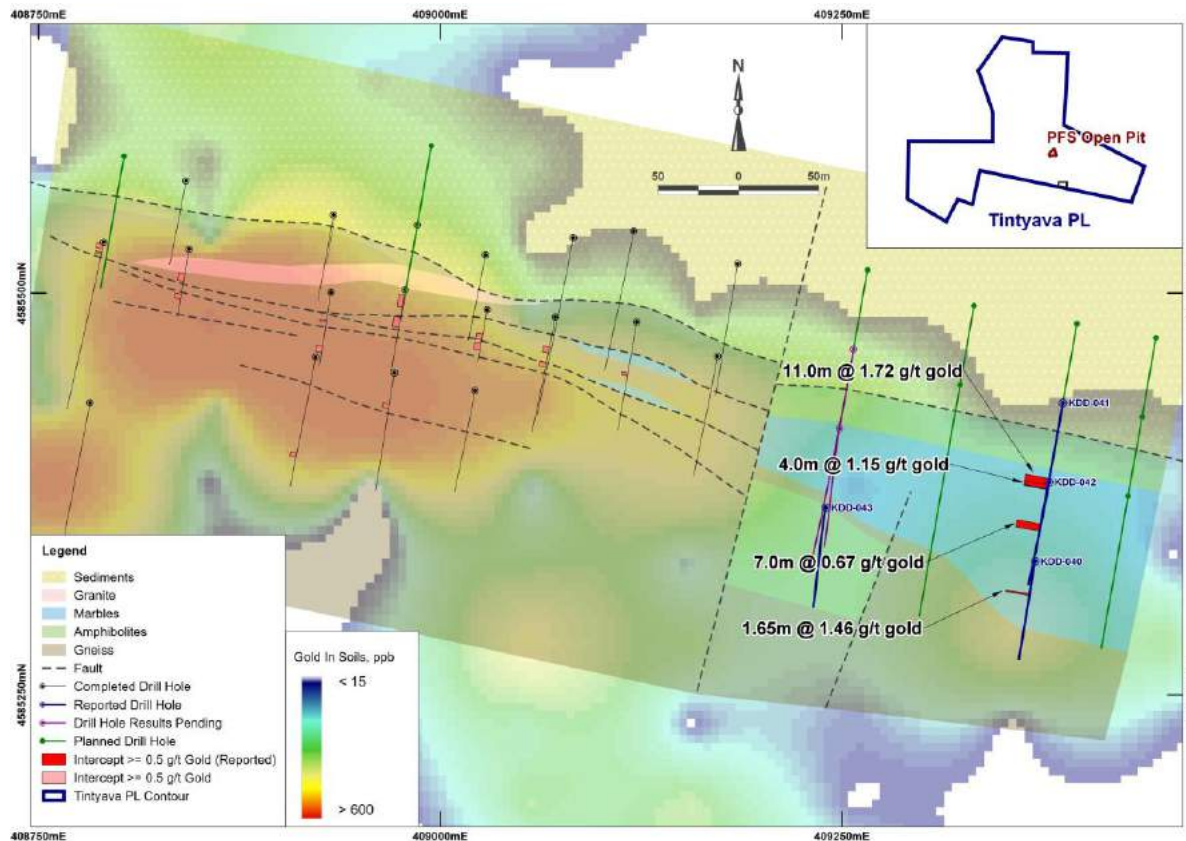 408750mE
409000mE
409250mE
N
50
0
50m
PFS Open Pit
Tintyava PL
4585500mN
4585500mN
11.0m @ 1.72 g/t gold
KDD-041
4.0m @ 1.15 g/t gold
KDD-042
KDD-043
7.0m @ 0.67 g/t gold
KDD-040
1.65m @ 1.46 g/t gold
Legend
Sediments
Granite
Marbles
Amphibolites
Gneiss
Fault
Completed Drill Hole
Reported Drill Hole
Drill Hole Results Pending
Planned Drill Hole
Intercept >= 0.5 g/t Gold (Reported)
Intercept >= 0.5 g/t Gold
Tintyava PL Contour
Gold In Soils, ppb
< 15
> 600
4585250mN
4585250mN
408750mE
409000mE
409250mE